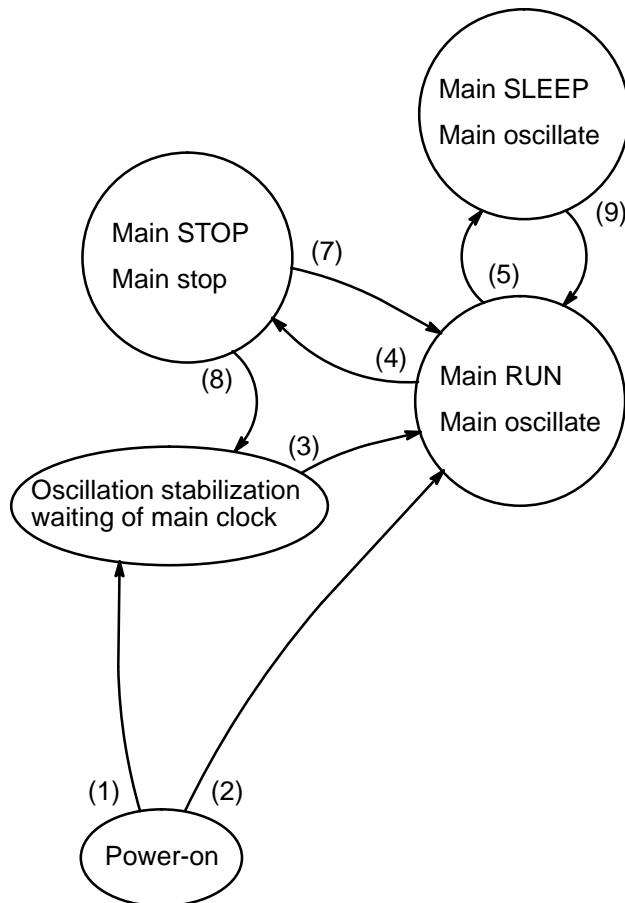 Main SLEEP
Main oscillate
(9)
Main STOP
Main stop
(7)
(5)
(4)
Main RUN
Main oscillate
(8)
(3)
Oscillation stabilization
waiting of main clock
(1)
(2)
Power-on